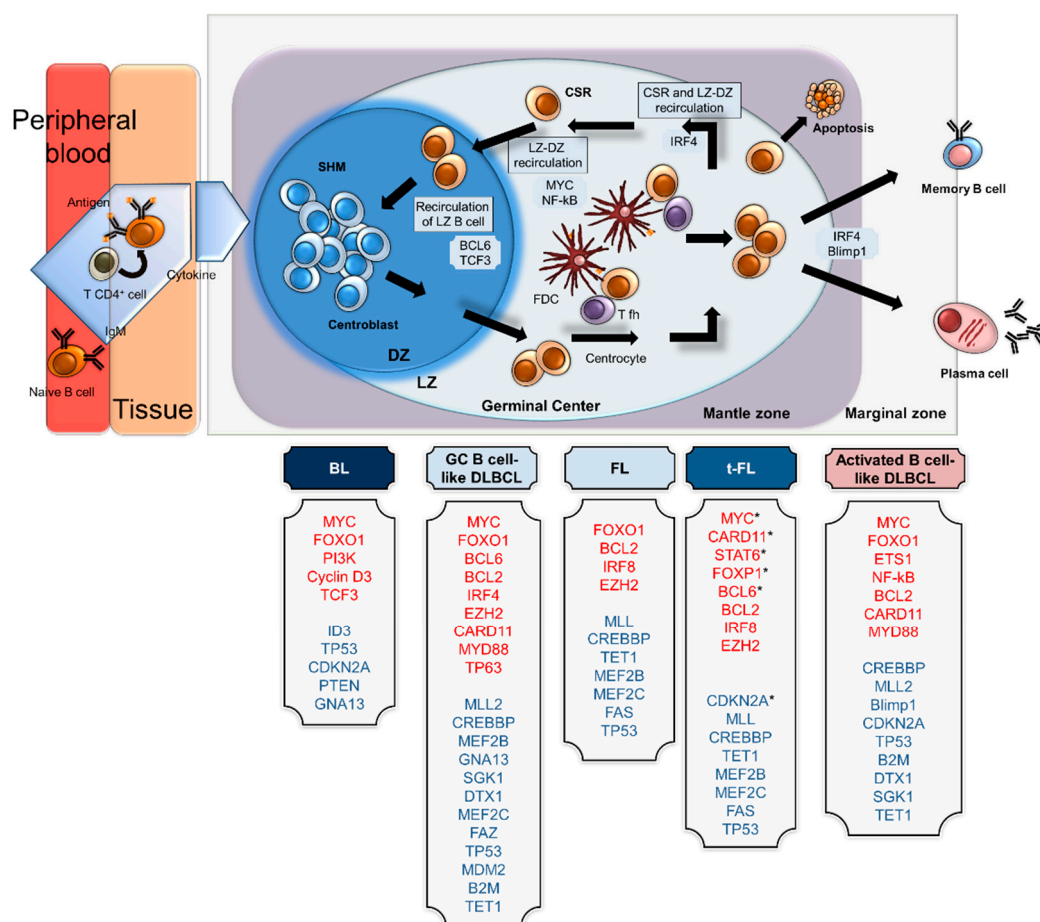 Peripheral
blood
Tissue
Antigen
T CD4⁺ cell
Cytokine
IgM
Naive B cell
SHM
Centroblast
DZ
LZ
Recirculation
of LZ B cell
BCL6
TCF3
CSR
LZ-DZ
recirculation
MYC
NF-kB
CSR and LZ-DZ
recirculation
IRF4
FDC
T fh
Centrocyte
Germinal Center
Mantle zone
Marginal zone
Apoptosis
IRF4
Blimp1
Memory B cell
Plasma cell
BL
MYC
FOXO1
PI3K
Cyclin D3
TCF3
ID3
TP53
CDKN2A
PTEN
GNA13
GC B cell-
like DLBCL
MYC
FOXO1
BCL6
BCL2
IRF4
EZH2
CARD11
MYD88
TP63
MLL2
CREBBP
MEF2B
GNA13
SGK1
DTX1
MEF2C
FAZ
TP53
MDM2
B2M
TET1
FL
FOXO1
BCL2
IRF8
EZH2
MLL
CREBBP
TET1
MEF2B
MEF2C
FAS
TP53
t-FL
MYC*
CARD11*
STAT6*
FOXP1*
BCL6*
BCL2
IRF8
EZH2
CDKN2A*
MLL
CREBBP
TET1
MEF2B
MEF2C
FAS
TP53
Activated B cell-
like DLBCL
MYC
FOXO1
ETS1
NF-kB
BCL2
CARD11
MYD88
CREBBP
MLL2
Blimp1
CDKN2A
TP53
B2M
DTX1
SGK1
TET1